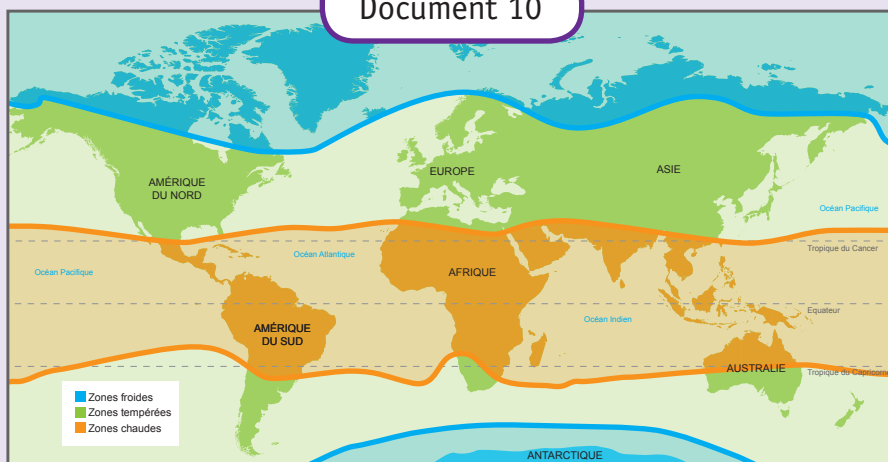 Document 10
AMÉRIQUE
DU NORD
EUROPE
ASIE
Océan Pacifique
Tropique du Cancer
Océan Atlantique
Océan Pacifique
AFRIQUE
Equateur
Océan Indien
AMÉRIQUE
DU SUD
AUSTRALIE
Tropique du Capricorne
Zones froides
Zones tempérées
Zones chaudes
ANTARCTIQUE